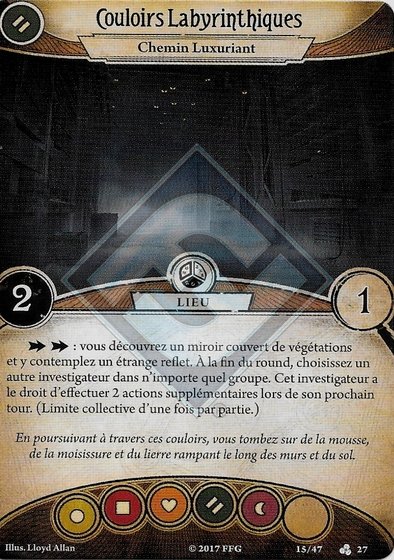 Couloirs Labyrinthiques
Chemin Luxuriant
2
LIEU
1
: vous découvrez un miroir couvert de végétations
et y contemplez un étrange reflet. À la fin du round, choisissez un
autre investigateur dans n'importe quel groupe. Cet investigateur a
le droit d'effectuer 2 actions supplémentaires lors de son prochain
tour. (Limite collective d'une fois par partie.)
En poursuivant à travers ces couloirs, vous tombez sur de la mousse,
de la moisissure et du lierre rampant le long des murs et du sol.
Illus. Lloyd Allan
© 2017 FFG
15/47
27